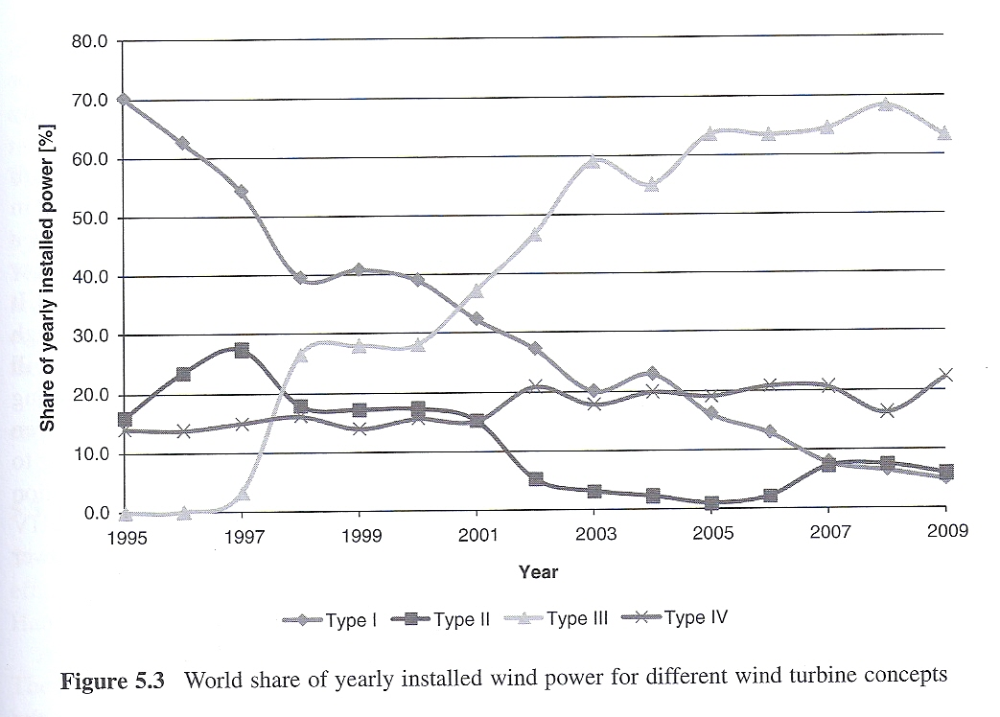 80.0
70.0
60.0
50.0
40.0
30.0
20.0
10.0
0.0
Share of yearly installed power [%]
1995 1997 1999 2001 2003 2005 2007 2009
Year
Type I Type II Type III Type IV
Figure 5.3 World share of yearly installed wind power for different wind turbine concepts